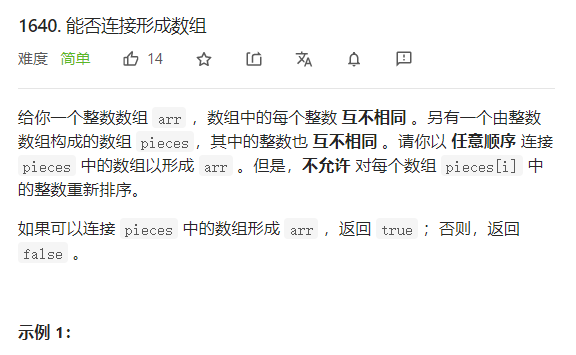 1640. 能否连接形成数组
难度 简单 14
给你一个整数数组 arr ，数组中的每个整数 互不相同 。另有一个由整数
数组构成的数组 pieces，其中的整数也 互不相同 。请你以 任意顺序 连接
pieces 中的数组以形成 arr 。但是，不允许 对每个数组 pieces[i] 中
的整数重新排序。
如果可以连接 pieces 中的数组形成 arr ，返回 true ；否则，返回
false 。
示例 1：